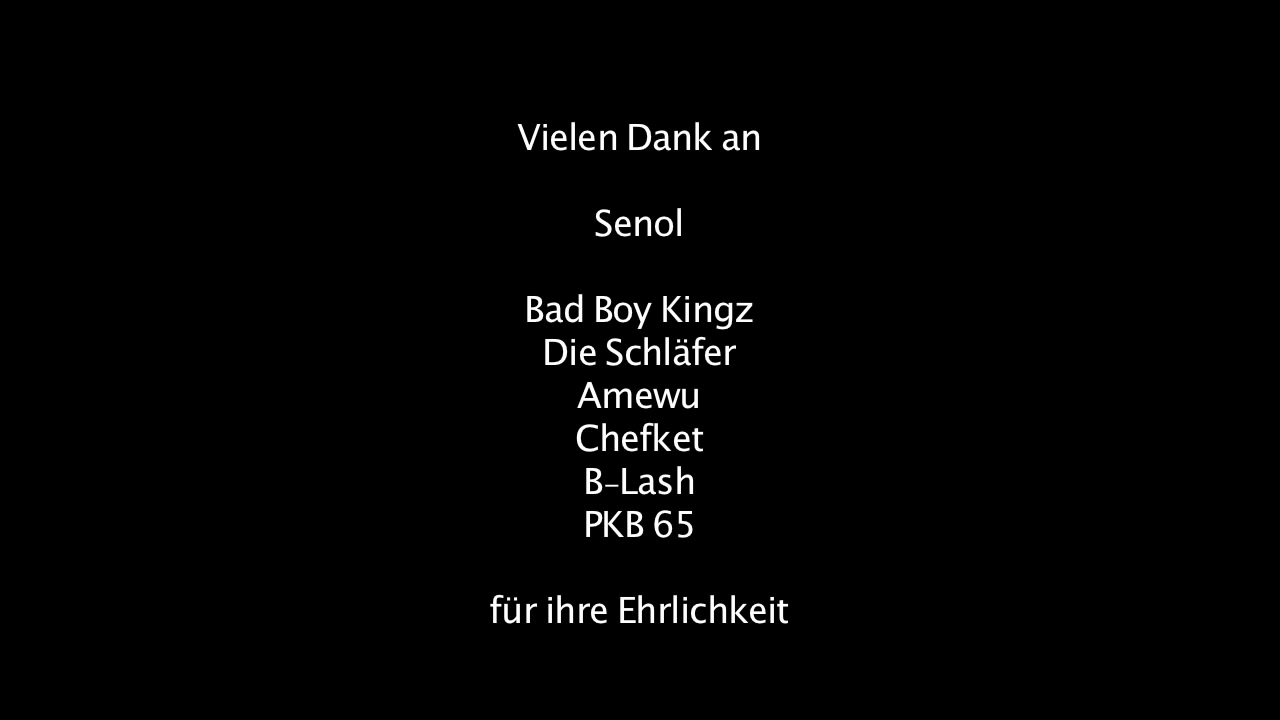 Vielen Dank an
Senol
Bad Boy Kingz
Die Schläfer
Amewu
Chefket
B-Lash
PKB 65
für ihre Ehrlichkeit